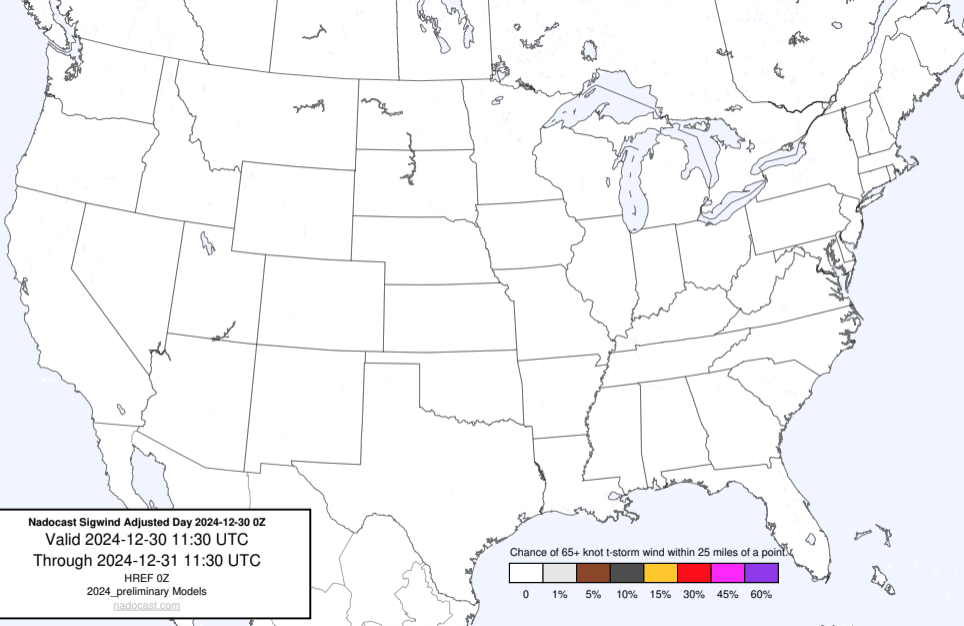 Nadocast Sigwind Adjusted Day 2024-12-30 0Z
Valid 2024-12-30 11:30 UTC
Through 2024-12-31 11:30 UTC
HREF 0Z
2024_preliminary Models
nadocast.com
Chance of 65+ knot t-storm wind within 25 miles of a point.
0 1% 5% 10% 15% 30% 45% 60%